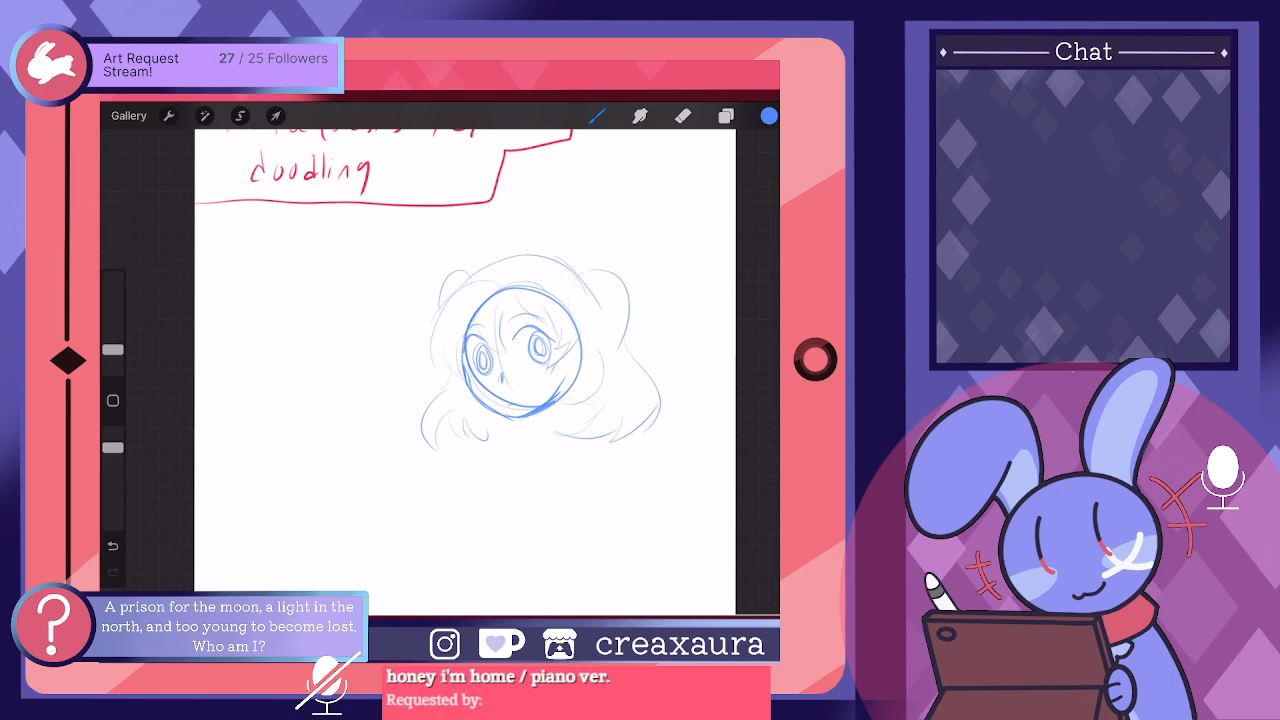 Art Request
Stream!
27 / 25 Followers
Chat
Gallery
doodling
A prison for the moon, a light in the
north, and too young to become lost.
Who am I?
creaxaura
honey i'm home / piano ver.
Requested by: